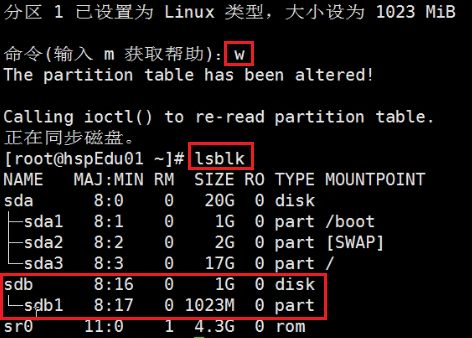 分区 1 已设置为 Linux 类型，大小设为 1023 MiB
命令(输入 m 获取帮助)：w
The partition table has been altered!
Calling ioctl() to re-read partition table.
正在同步磁盘。
[root@hspEdu01 ~]# lsblk
NAME   MAJ:MIN RM  SIZE RO TYPE MOUNTPOINT
sda      8:0    0   20G  0 disk
├─sda1   8:1    0    1G  0 part /boot
├─sda2   8:2    0    2G  0 part [SWAP]
└─sda3   8:3    0   17G  0 part /
sdb      8:16   0    1G  0 disk
└─sdb1   8:17   0 1023M  0 part
sr0     11:0    1  4.3G  0 rom